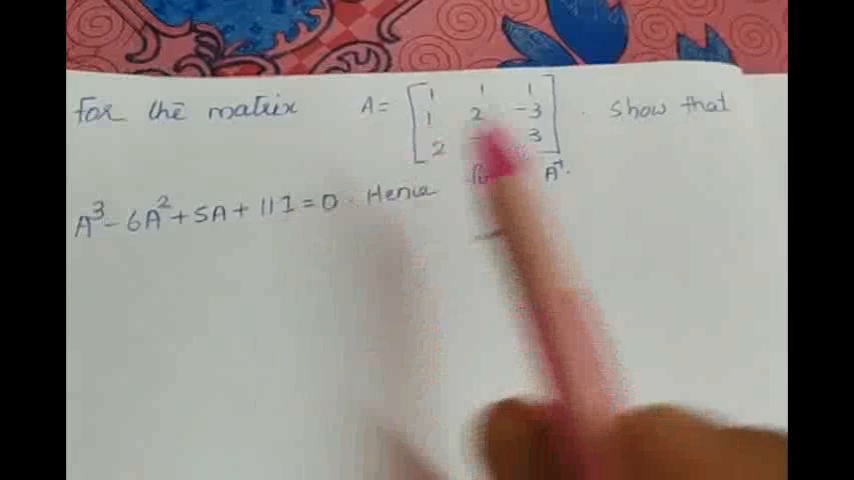 For the matrix A = [ 1 1 1 . Show that
1 2 -3
2 3 ]
A³ - 6A² + 5A + 11I = 0 . Hence A⁻¹.